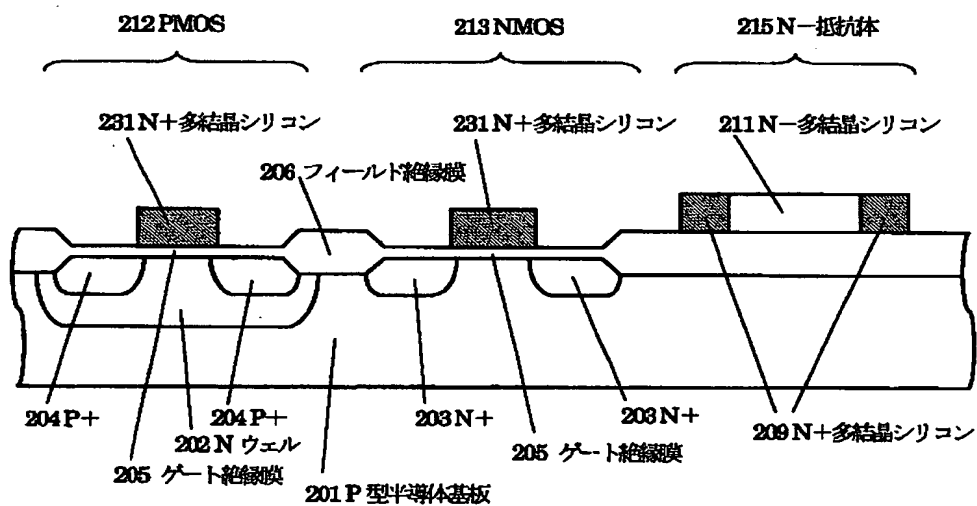 212 PMOS
213 NMOS
215 N－抵抗体
231 N＋多結晶シリコン
231 N＋多結晶シリコン
211 N－多結晶シリコン
206 フィールド絶縁膜
204 P＋
204 P＋
203 N＋
203 N＋
202 N ウェル
209 N＋多結晶シリコン
205 ゲート絶縁膜
205 ゲート絶縁膜
201 P 型半導体基板